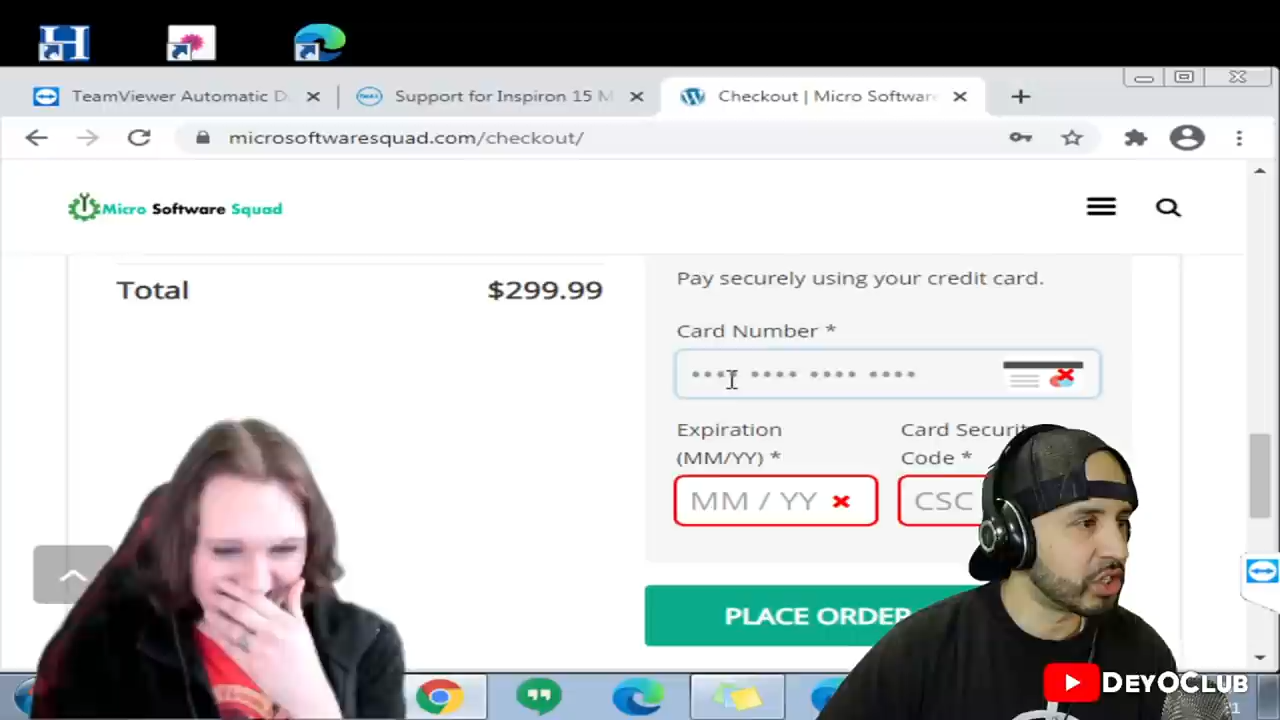 TeamViewer Automatic D
Support for Inspiron 15 M
Checkout | Micro Software
microsoftwaresquad.com/checkout/
Micro Software Squad
Total $299.99
Pay securely using your credit card.
Card Number *
•••• •••• •••• ••••
Expiration
(MM/YY) *
Card Securit
Code *
MM / YY
CSC
PLACE ORDER
DEYOCLUB